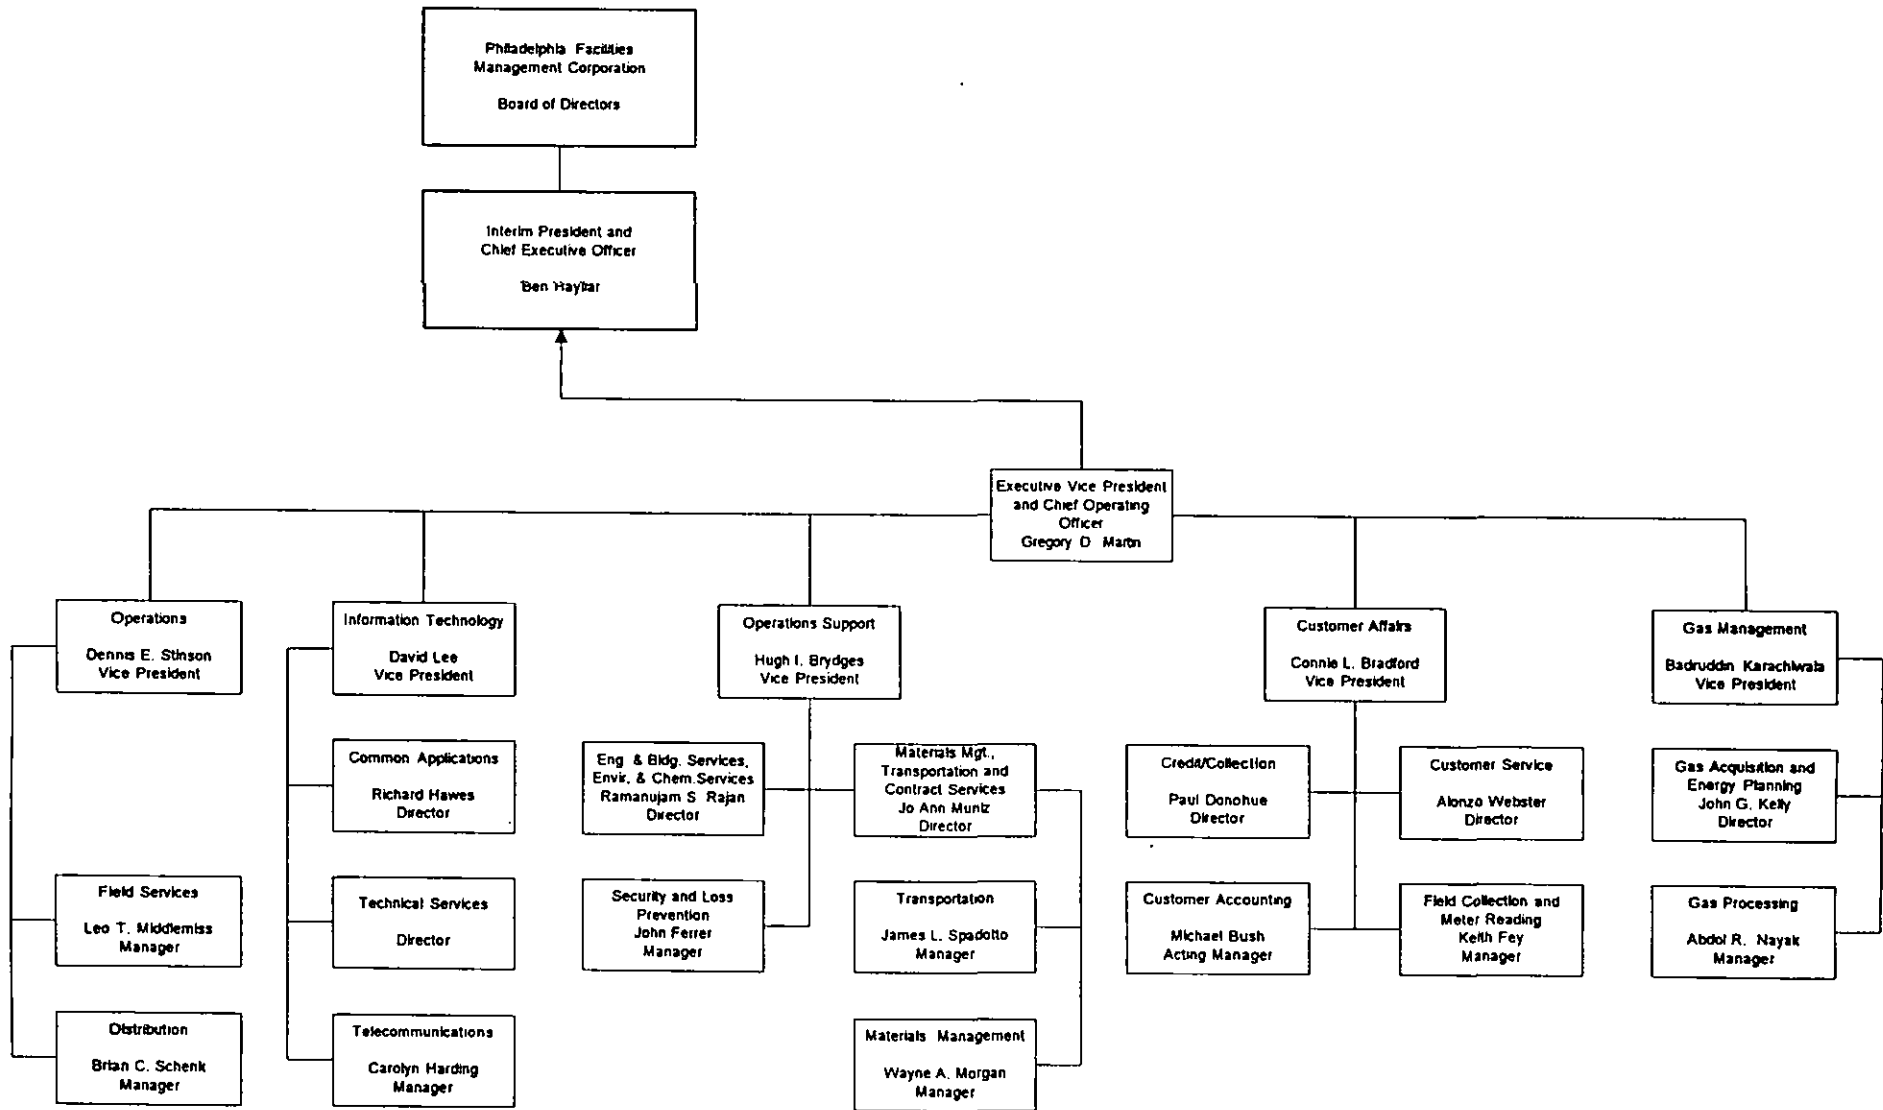 Philadelphia Facilities
Management Corporation
Board of Directors
Interim President and
Chief Executive Officer
Ben Hayllar
Executive Vice President
and Chief Operating
Officer
Gregory D. Martin
Operations
Dennis E. Stinson
Vice President
Information Technology
David Lee
Vice President
Operations Support
Hugh I. Brydges
Vice President
Customer Affairs
Connie L. Bradford
Vice President
Gas Management
Badruddin Karachiwala
Vice President
Common Applications
Richard Hawes
Director
Eng. & Bldg. Services,
Envir. & Chem. Services
Ramanujam S. Rajan
Director
Materials Mgt.,
Transportation and
Contract Services
Jo Ann Muniz
Director
Credit/Collection
Paul Donohue
Director
Customer Service
Alonzo Webster
Director
Gas Acquisition and
Energy Planning
John G. Kelly
Director
Field Services
Leo T. Middlemiss
Manager
Technical Services
Director
Security and Loss
Prevention
John Ferrer
Manager
Transportation
James L. Spadotto
Manager
Customer Accounting
Michael Bush
Acting Manager
Field Collection and
Meter Reading
Keith Fey
Manager
Gas Processing
Abdol R. Nayak
Manager
Distribution
Brian C. Schenk
Manager
Telecommunications
Carolyn Harding
Manager
Materials Management
Wayne A. Morgan
Manager